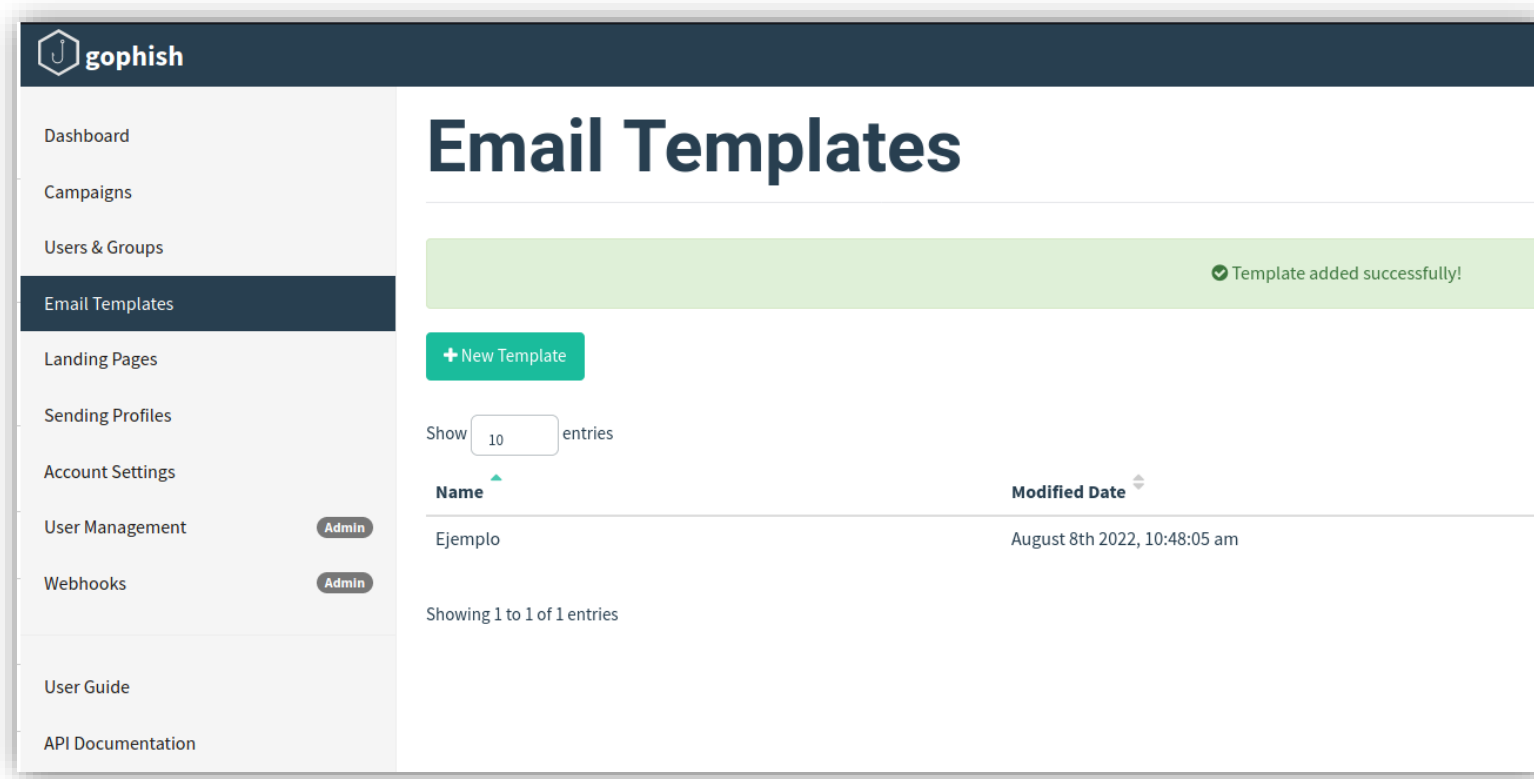 gophish
Dashboard
Campaigns
Users & Groups
Email Templates
Landing Pages
Sending Profiles
Account Settings
User Management Admin
Webhooks Admin
User Guide
API Documentation
Email Templates
Template added successfully!
New Template
Show 10 entries
Name Modified Date
Ejemplo August 8th 2022, 10:48:05 am
Showing 1 to 1 of 1 entries